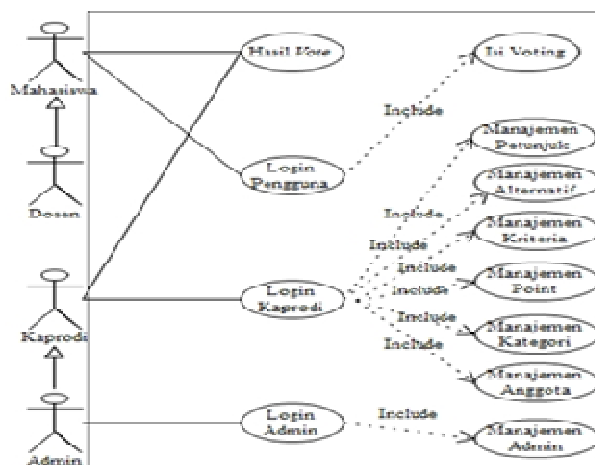 Mahasiswa
Dosen
Kaprodi
Admin
Hasil Vote
Login
Pengguna
Login
Kaprodi
Login
Admin
Include
Include
Include
Include
Include
Include
Include
Include
Isi Voting
Manajemen
Petunjuk
Manajemen
Alternatif
Manajemen
Kriteria
Manajemen
Point
Manajemen
Kategori
Manajemen
Anggota
Manajemen
Admin